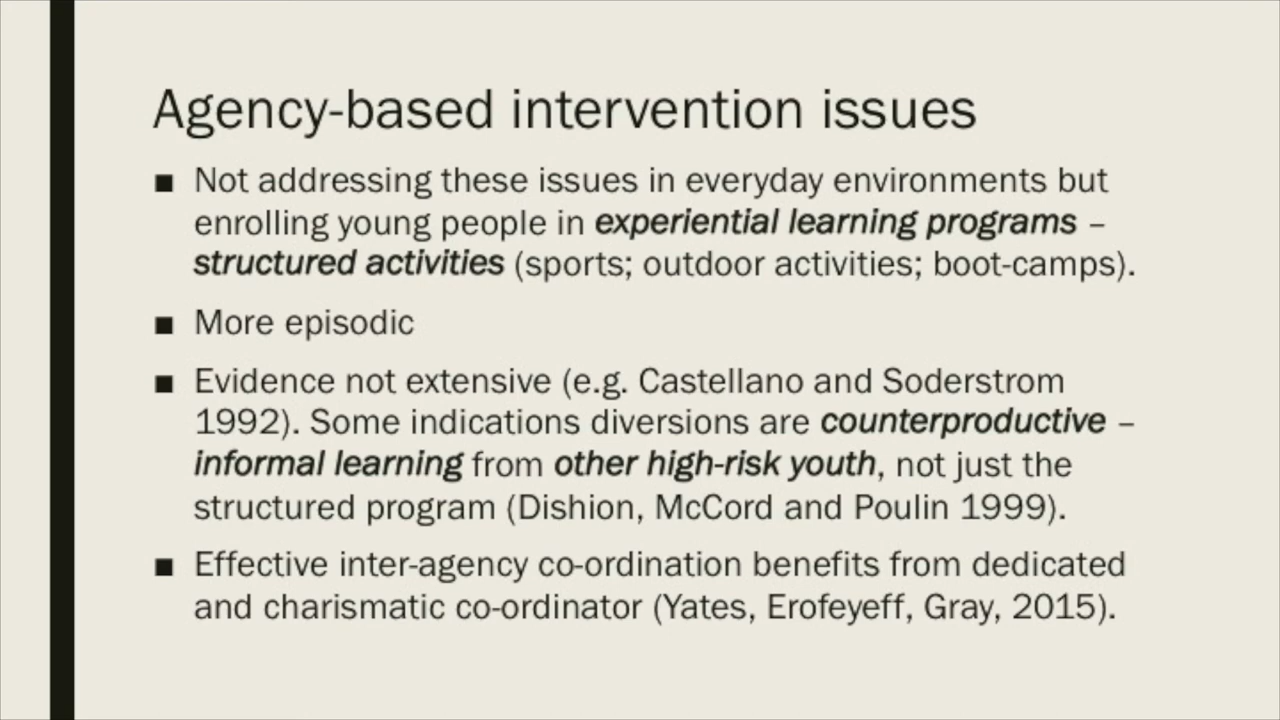 Agency-based intervention issues
■ Not addressing these issues in everyday environments but
enrolling young people in experiential learning programs –
structured activities (sports; outdoor activities; boot-camps).
■ More episodic
■ Evidence not extensive (e.g. Castellano and Soderstrom
1992). Some indications diversions are counterproductive –
informal learning from other high-risk youth, not just the
structured program (Dishion, McCord and Poulin 1999).
■ Effective inter-agency co-ordination benefits from dedicated
and charismatic co-ordinator (Yates, Erofeyeff, Gray, 2015).